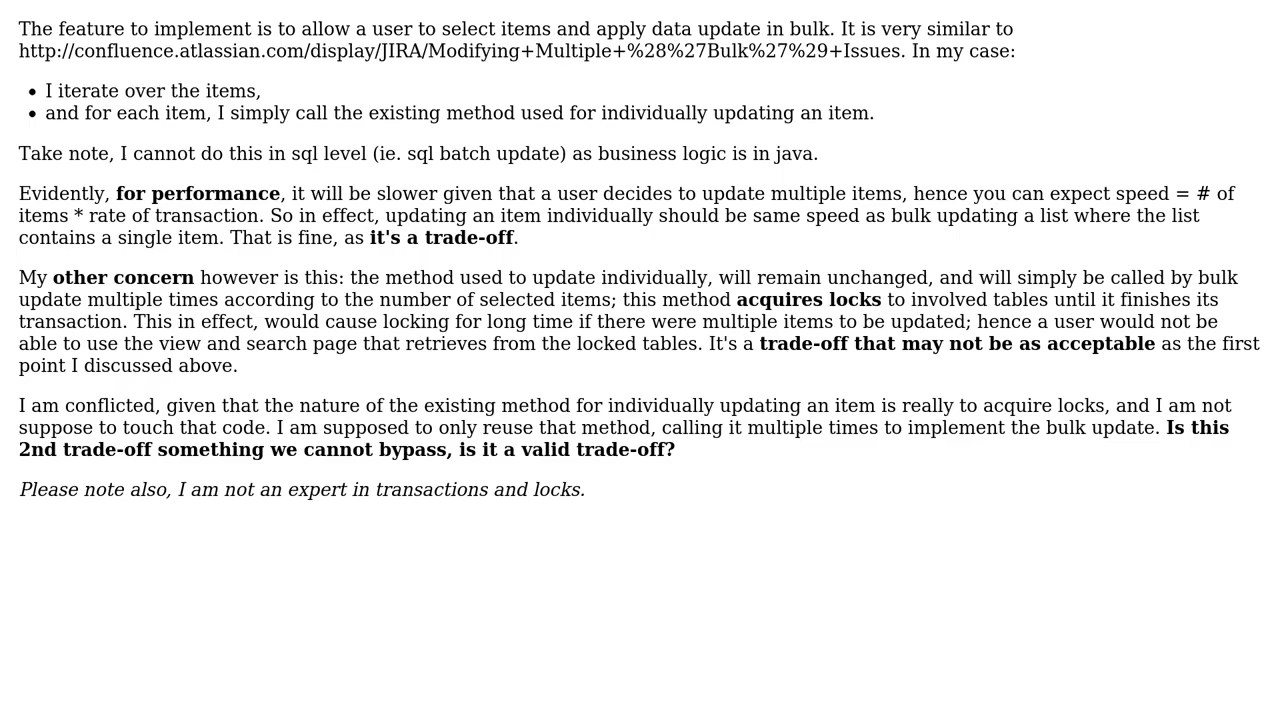 The feature to implement is to allow a user to select items and apply data update in bulk. It is very similar to
http://confluence.atlassian.com/display/JIRA/Modifying+Multiple+%28%27Bulk%27%29+Issues. In my case:
• I iterate over the items,
• and for each item, I simply call the existing method used for individually updating an item.
Take note, I cannot do this in sql level (ie. sql batch update) as business logic is in java.
Evidently, for performance, it will be slower given that a user decides to update multiple items, hence you can expect speed = # of
items * rate of transaction. So in effect, updating an item individually should be same speed as bulk updating a list where the list
contains a single item. That is fine, as it's a trade-off.
My other concern however is this: the method used to update individually, will remain unchanged, and will simply be called by bulk
update multiple times according to the number of selected items; this method acquires locks to involved tables until it finishes its
transaction. This in effect, would cause locking for long time if there were multiple items to be updated; hence a user would not be
able to use the view and search page that retrieves from the locked tables. It's a trade-off that may not be as acceptable as the first
point I discussed above.
I am conflicted, given that the nature of the existing method for individually updating an item is really to acquire locks, and I am not
suppose to touch that code. I am supposed to only reuse that method, calling it multiple times to implement the bulk update. Is this
2nd trade-off something we cannot bypass, is it a valid trade-off?
Please note also, I am not an expert in transactions and locks.